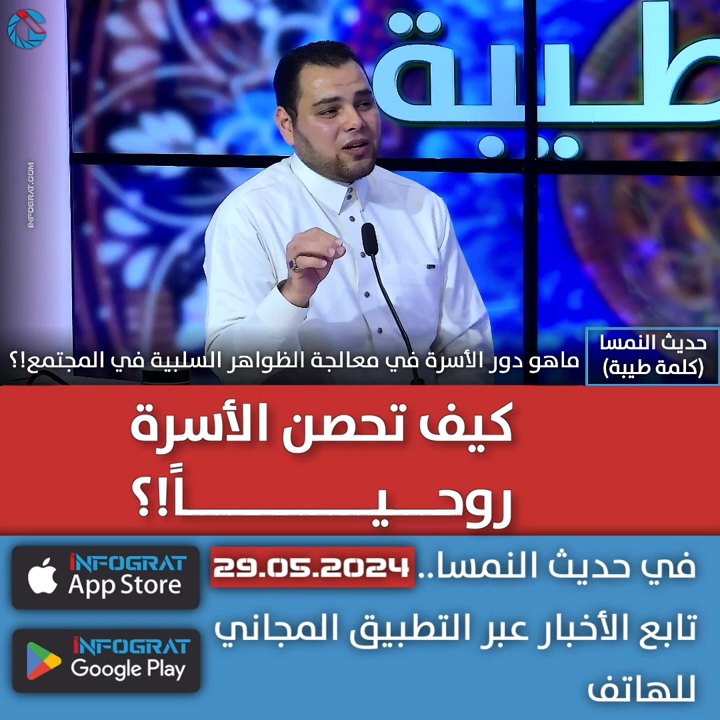 طيبة
INFOGRAT.COM
حديث النمسا
(كلمة طيبة)
ماهو دور الأسرة في معالجة الظواهر السلبية في المجتمع!؟
كيف تحصن الأسرة
روحـــيـــــــــــــاً!؟
في حديث النمسا.. 29.05.2024
تابع الأخبار عبر التطبيق المجاني
للهاتف
INFOGRAT
App Store
INFOGRAT
Google Play